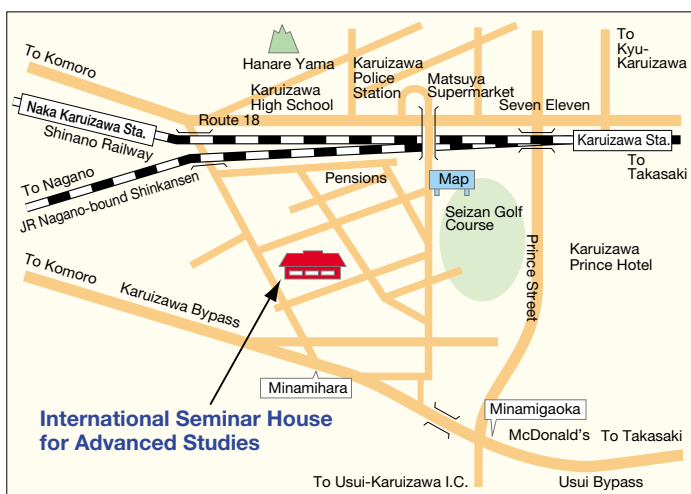 To Komoro
Hanare Yama
Karuizawa
High School
Karuizawa
Police
Station
Matsuya
Supermarket
To
Kyu-
Karuizawa
Seven Eleven
Naka Karuizawa Sta.
Route 18
Shinano Railway
Karuizawa Sta.
To
Takasaki
To Nagano
JR Nagano-bound Shinkansen
Pensions
Map
Seizan Golf
Course
Prince Street
Karuizawa
Prince Hotel
To Komoro
Karuizawa Bypass
Minamihara
International Seminar House
for Advanced Studies
Minamigaoka
McDonald's
To Takasaki
To Usui-Karuizawa I.C.
Usui Bypass